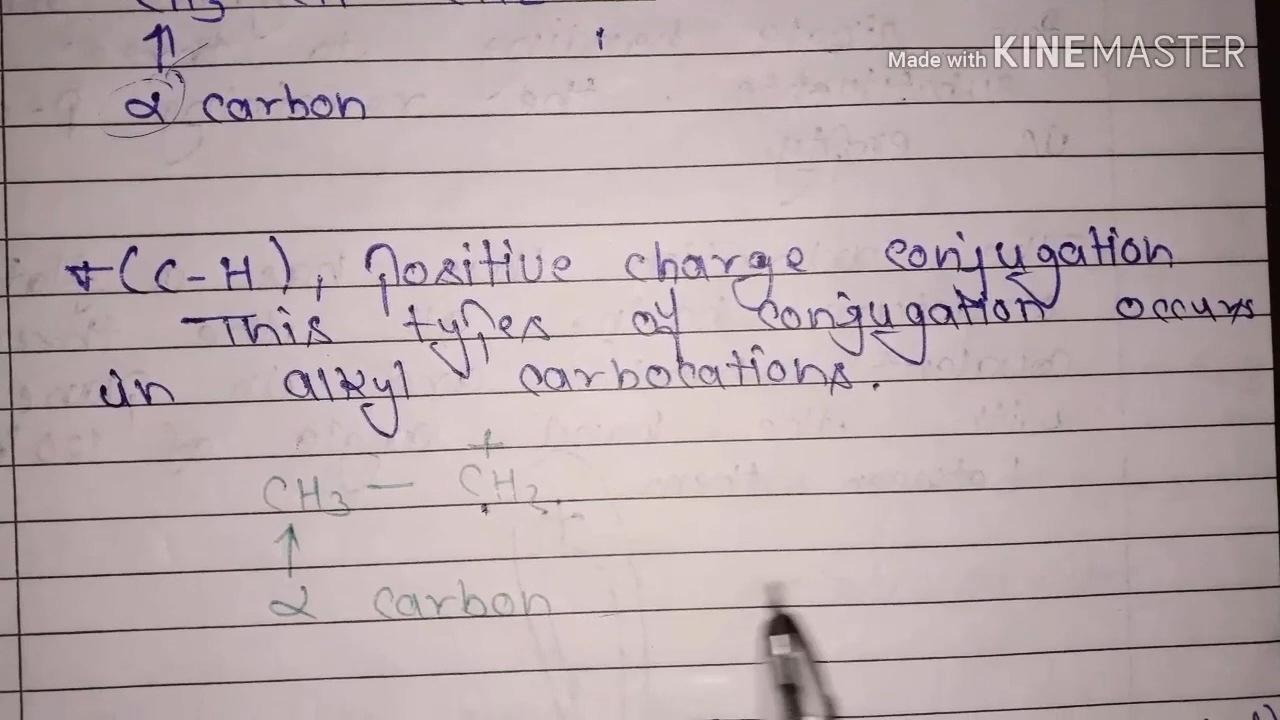 Made with KINEMASTER
α carbon
σ(C-H), positive charge conjugation
This types of conjugation occurs
in alkyl carbocations.
+
CH3 — CH2
↑
α carbon